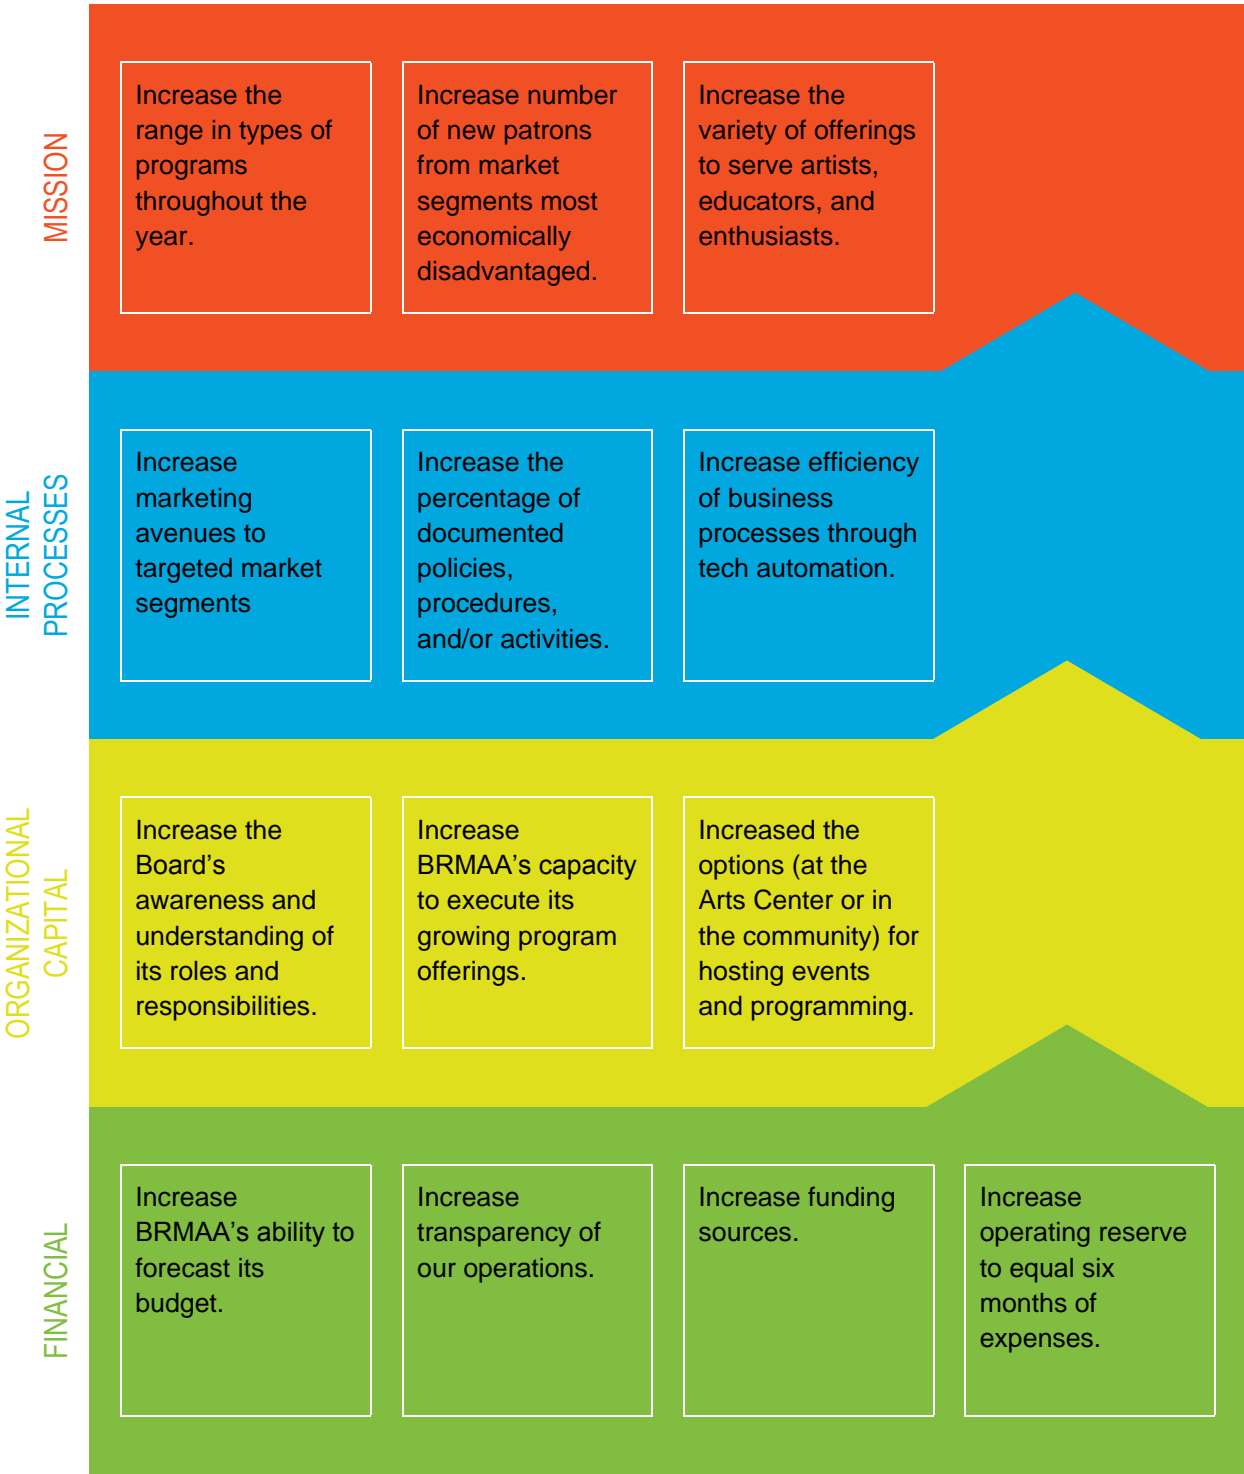 MISSION
Increase the
range in types of
programs
throughout the
year.
Increase number
of new patrons
from market
segments most
economically
disadvantaged.
Increase the
variety of offerings
to serve artists,
educators, and
enthusiasts.
INTERNAL
PROCESSES
Increase
marketing
avenues to
targeted market
segments
Increase the
percentage of
documented
policies,
procedures,
and/or activities.
Increase efficiency
of business
processes through
tech automation.
ORGANIZATIONAL
CAPITAL
Increase the
Board’s
awareness and
understanding of
its roles and
responsibilities.
Increase
BRMAA’s capacity
to execute its
growing program
offerings.
Increased the
options (at the
Arts Center or in
the community) for
hosting events
and programming.
FINANCIAL
Increase
BRMAA’s ability to
forecast its
budget.
Increase
transparency of
our operations.
Increase funding
sources.
Increase
operating reserve
to equal six
months of
expenses.